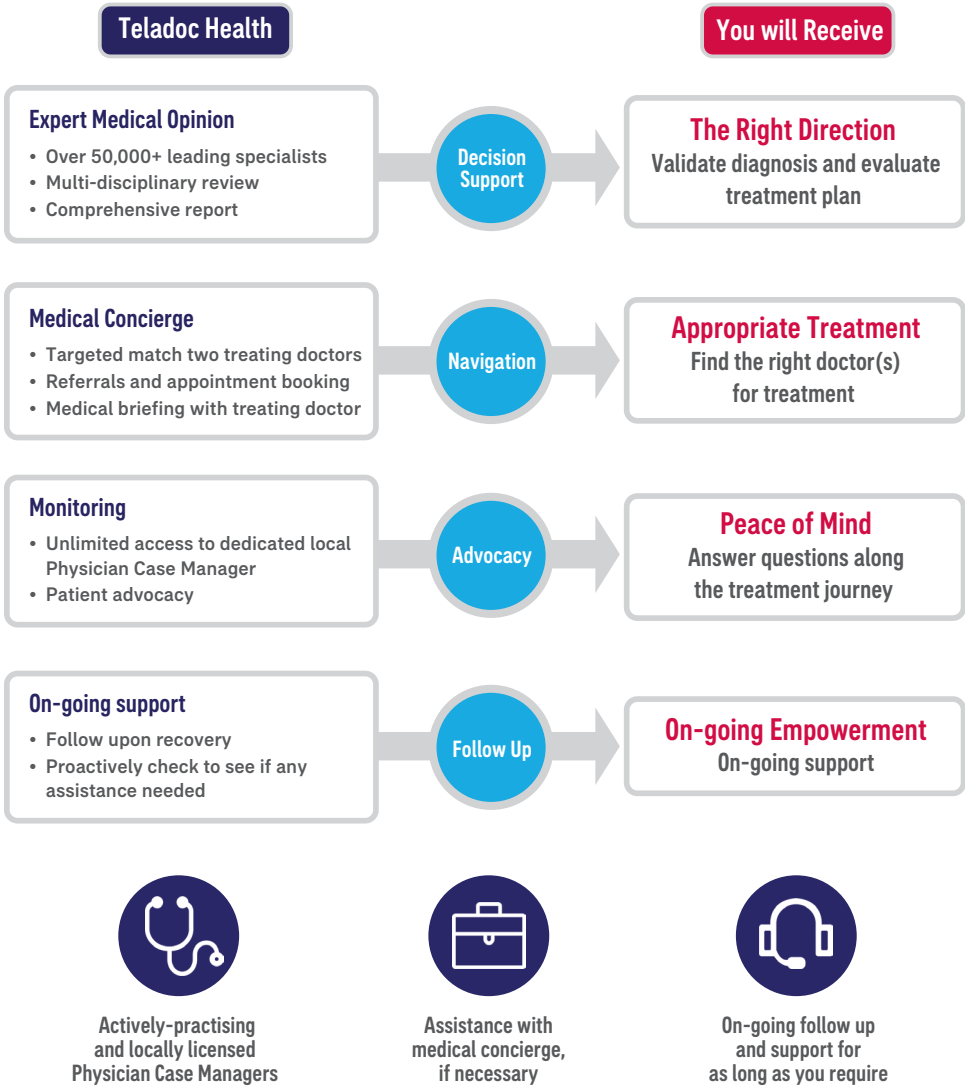 Teladoc Health
You will Receive
Expert Medical Opinion
• Over 50,000+ leading specialists
• Multi-disciplinary review
• Comprehensive report
Decision
Support
The Right Direction
Validate diagnosis and evaluate
treatment plan
Medical Concierge
• Targeted match two treating doctors
• Referrals and appointment booking
• Medical briefing with treating doctor
Navigation
Appropriate Treatment
Find the right doctor(s)
for treatment
Monitoring
• Unlimited access to dedicated local
Physician Case Manager
• Patient advocacy
Advocacy
Peace of Mind
Answer questions along
the treatment journey
On-going support
• Follow upon recovery
• Proactively check to see if any
assistance needed
Follow Up
On-going Empowerment
On-going support
Actively-practising
and locally licensed
Physician Case Managers
Assistance with
medical concierge,
if necessary
On-going follow up
and support for
as long as you require